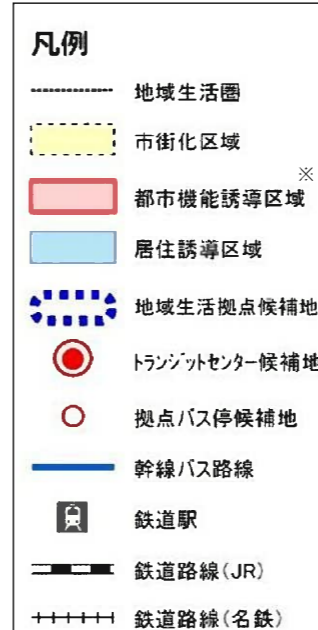 凡例
地域生活圏
市街化区域
都市機能誘導区域※
居住誘導区域
地域生活拠点候補地
トランジットセンター候補地
拠点バス停候補地
幹線バス路線
鉄道駅
鉄道路線(JR)
鉄道路線(名鉄)